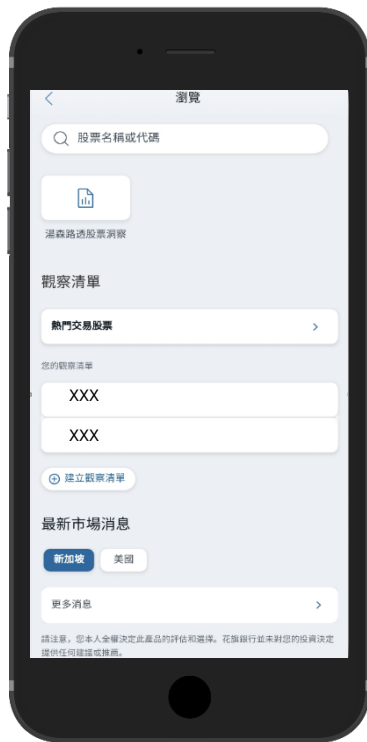 瀏覽
股票名稱或代碼
湯森路透股票洞察
觀察清單
熱門交易股票
您的觀察清單
XXX
XXX
建立觀察清單
最新市場消息
新加坡 美國
更多消息
請注意，您本人全權決定此產品的評估和選擇。花旗銀行並未對您的投資決定
提供任何建議或推薦。